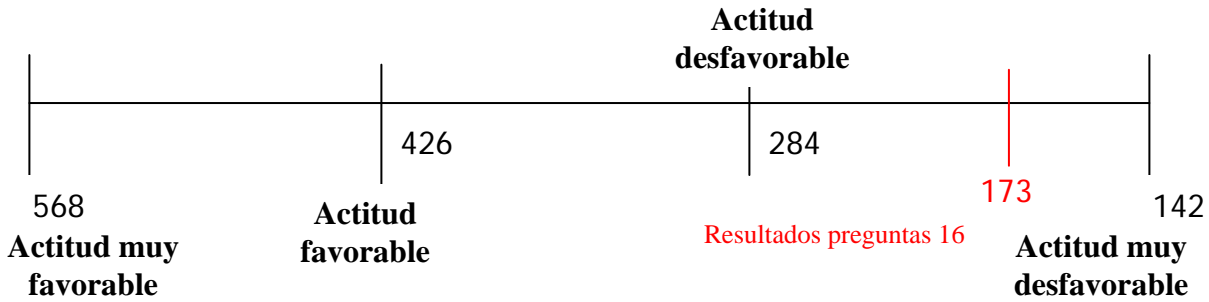 Actitud
desfavorable
426
284
568
173
142
Actitud muy
favorable
Actitud
favorable
Resultados preguntas 16
Actitud muy
desfavorable